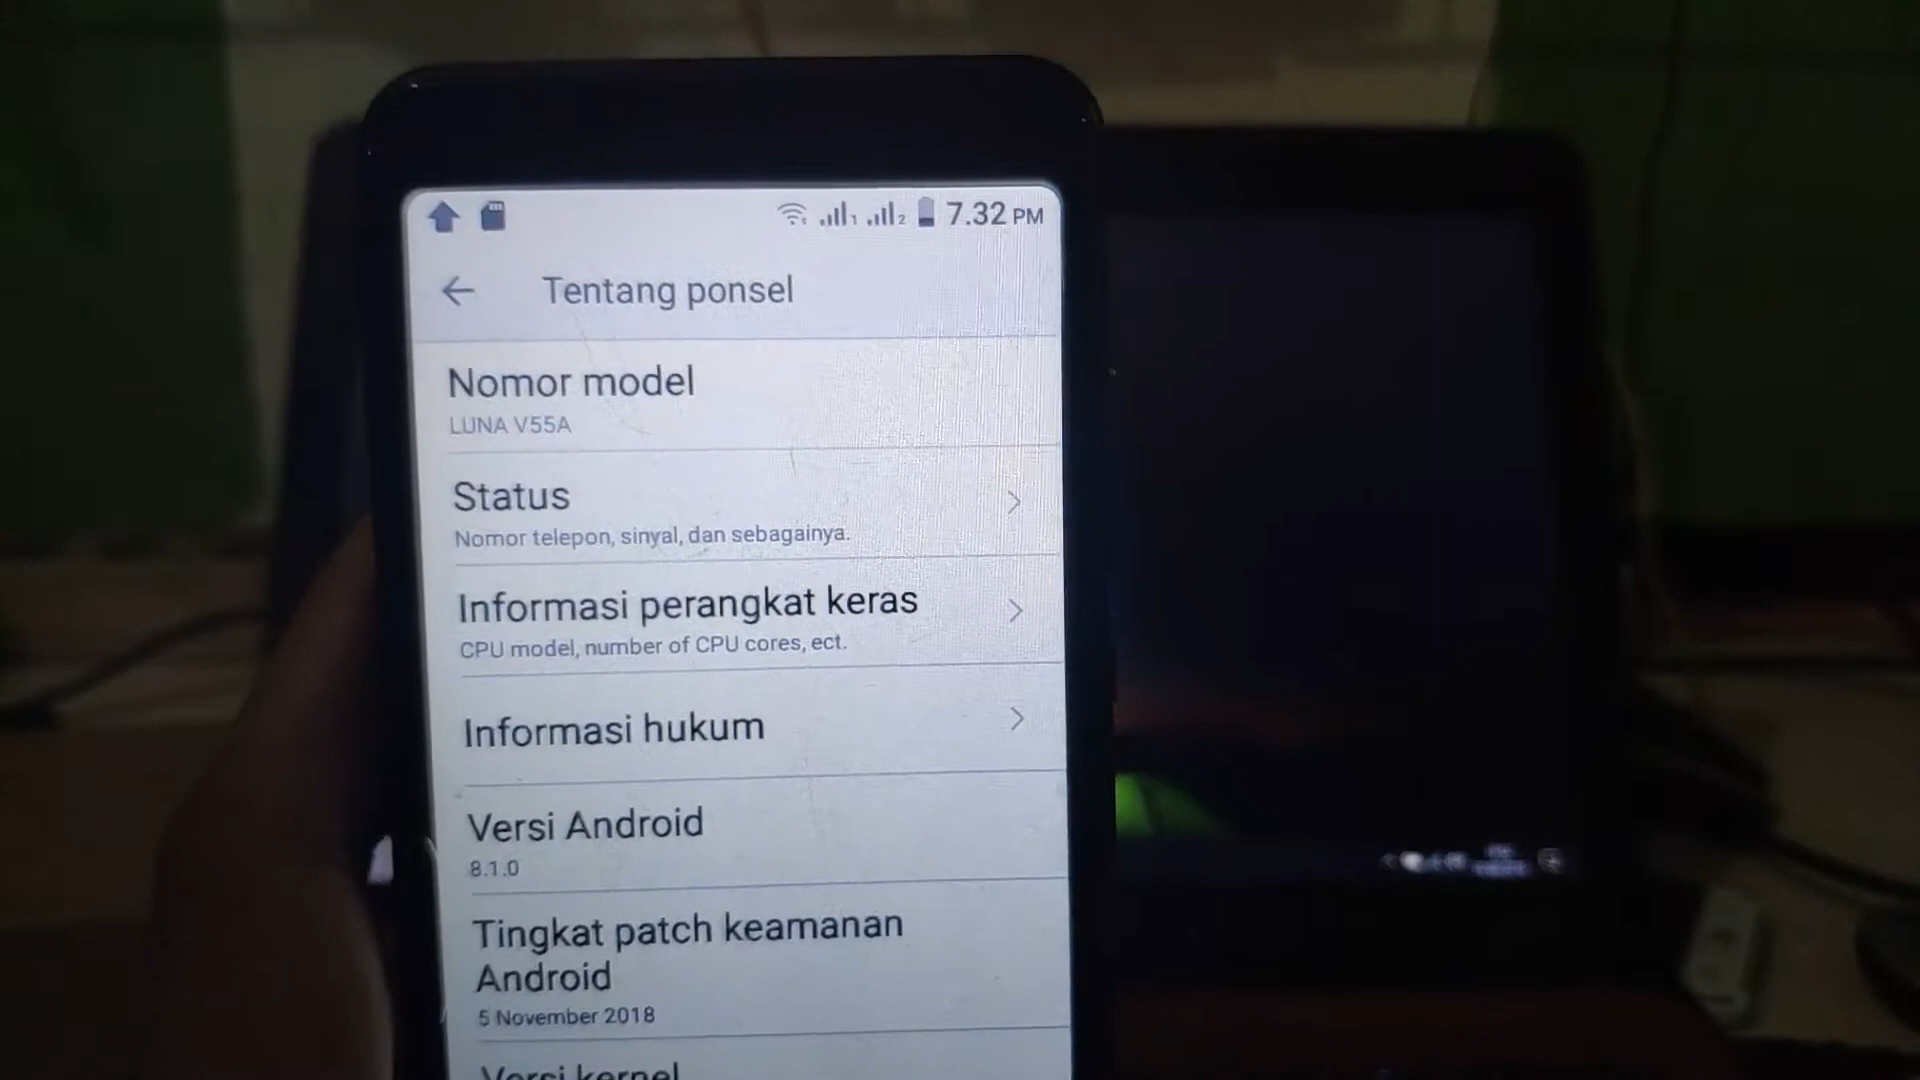 7.32 PM
Tentang ponsel
Nomor model
LUNA V55A
Status
Nomor telepon, sinyal, dan sebagainya.
Informasi perangkat keras
CPU model, number of CPU cores, ect.
Informasi hukum
Versi Android
8.1.0
Tingkat patch keamanan
Android
5 November 2018
Versi kernel